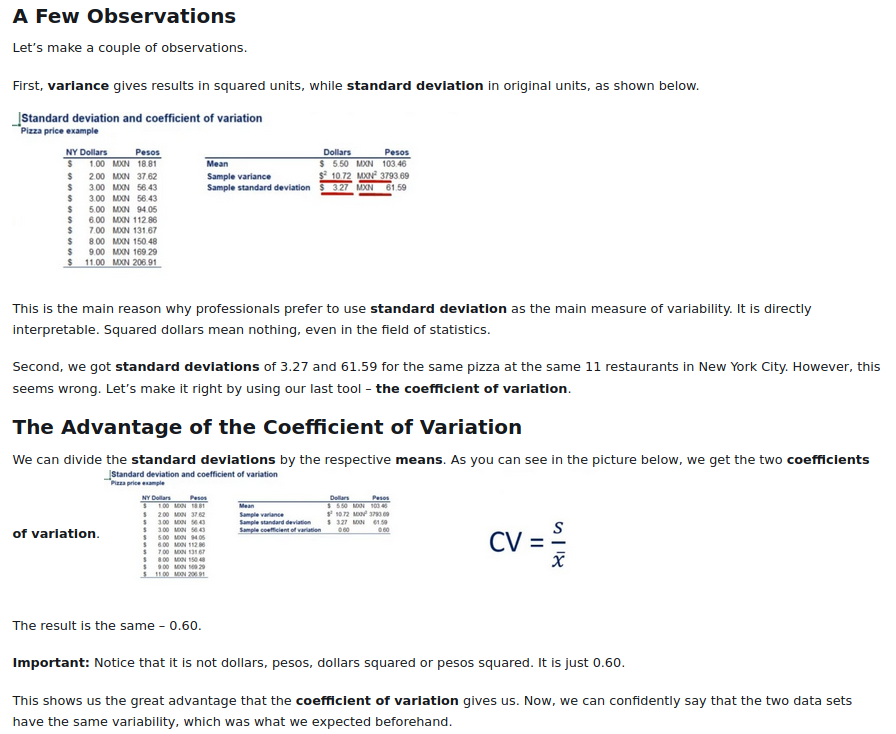 A Few Observations
Let’s make a couple of observations.
First, variance gives results in squared units, while standard deviation in original units, as shown below.
Standard deviation and coefficient of variation
Pizza price example
NY Dollars Pesos
$ 1.00 MXN 18.81
$ 2.00 MXN 37.62
$ 3.00 MXN 56.43
$ 3.00 MXN 56.43
$ 5.00 MXN 94.05
$ 6.00 MXN 112.86
$ 7.00 MXN 131.67
$ 8.00 MXN 150.48
$ 9.00 MXN 169.29
$ 11.00 MXN 206.91
Dollars Pesos
Mean $ 5.50 MXN 103.46
Sample variance $² 10.72 MXN² 3793.69
Sample standard deviation $ 3.27 MXN 61.59
This is the main reason why professionals prefer to use standard deviation as the main measure of variability. It is directly
interpretable. Squared dollars mean nothing, even in the field of statistics.
Second, we got standard deviations of 3.27 and 61.59 for the same pizza at the same 11 restaurants in New York City. However, this
seems wrong. Let’s make it right by using our last tool – the coefficient of variation.
The Advantage of the Coefficient of Variation
We can divide the standard deviations by the respective means. As you can see in the picture below, we get the two coefficients
Standard deviation and coefficient of variation
Pizza price example
NY Dollars Pesos
$ 1.00 MXN 18.81
$ 2.00 MXN 37.62
$ 3.00 MXN 56.43
$ 3.00 MXN 56.43
$ 5.00 MXN 94.05
$ 6.00 MXN 112.86
$ 7.00 MXN 131.67
$ 8.00 MXN 150.48
$ 9.00 MXN 169.29
$ 11.00 MXN 206.91
Dollars Pesos
Mean $ 5.50 MXN 103.46
Sample variance $² 10.72 MXN² 3793.69
Sample standard deviation $ 3.27 MXN 61.59
Sample coefficient of variation 0.60 0.60
CV = s / x̄
of variation.
The result is the same – 0.60.
Important: Notice that it is not dollars, pesos, dollars squared or pesos squared. It is just 0.60.
This shows us the great advantage that the coefficient of variation gives us. Now, we can confidently say that the two data sets
have the same variability, which was what we expected beforehand.